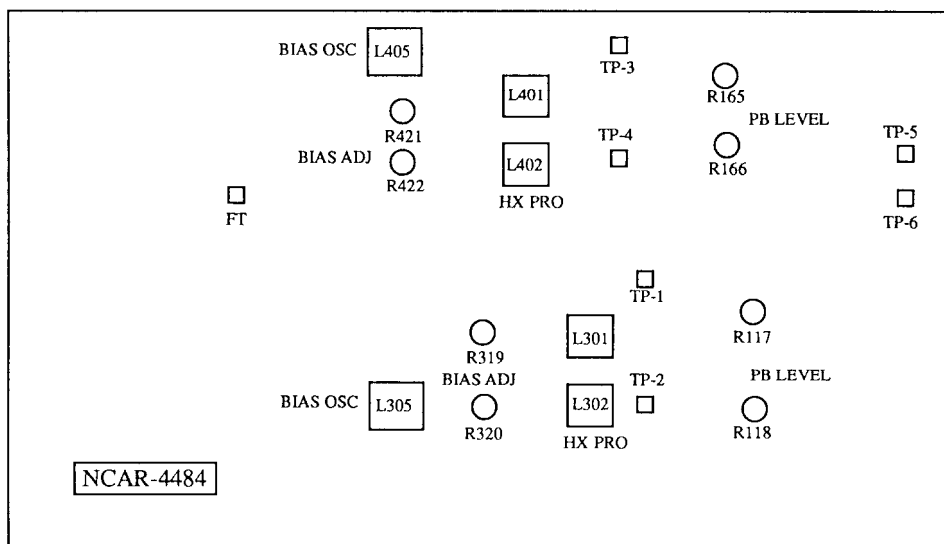 BIAS OSC
L405
TP-3
R165
L401
R421
PB LEVEL
TP-4
TP-5
BIAS ADJ
L402
R166
R422
HX PRO
FT
TP-6
TP-1
R117
L301
R319
BIAS ADJ
TP-2
PB LEVEL
BIAS OSC
L305
L302
R320
R118
HX PRO
NCAR-4484